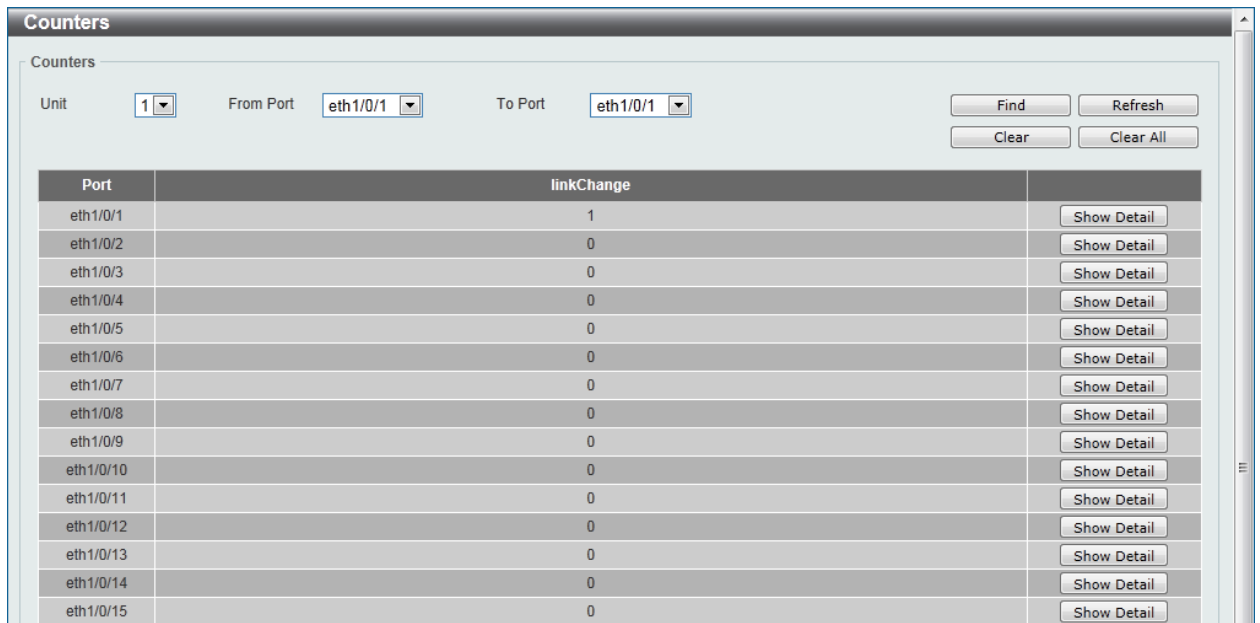 Counters
Counters
Unit 1 From Port eth1/0/1 To Port eth1/0/1 Find Refresh
Clear Clear All
Port linkChange
eth1/0/1 1 Show Detail
eth1/0/2 0 Show Detail
eth1/0/3 0 Show Detail
eth1/0/4 0 Show Detail
eth1/0/5 0 Show Detail
eth1/0/6 0 Show Detail
eth1/0/7 0 Show Detail
eth1/0/8 0 Show Detail
eth1/0/9 0 Show Detail
eth1/0/10 0 Show Detail
eth1/0/11 0 Show Detail
eth1/0/12 0 Show Detail
eth1/0/13 0 Show Detail
eth1/0/14 0 Show Detail
eth1/0/15 0 Show Detail